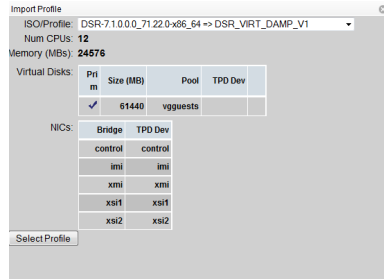 Import Profile
ISO/Profile: DSR-7.1.0.0.0_71.22.0-x86_64 => DSR_VIRT_DAMP_V1
Num CPUs: 12
Memory (MBs): 24576
Virtual Disks: Prim Size (MB) Pool TPD Dev
61440 vgguests
NICs: Bridge TPD Dev
control control
imi imi
xmi xmi
xsi1 xsi1
xsi2 xsi2
Select Profile